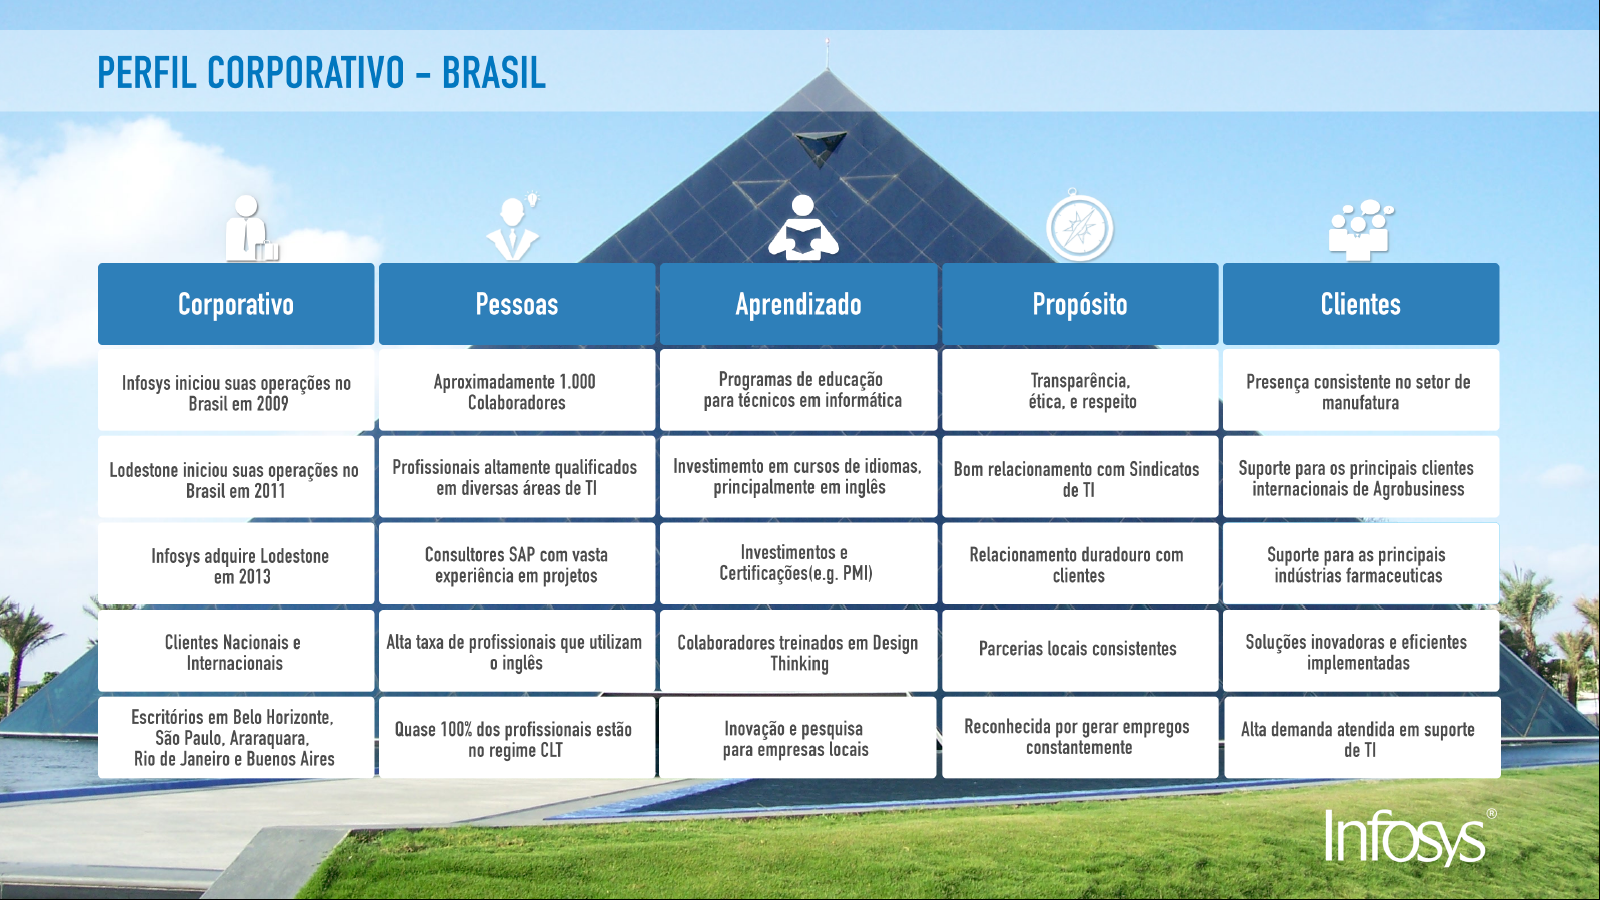 PERFIL CORPORATIVO - BRASIL
Corporativo
Infosys iniciou suas operações no
Brasil em 2009
Lodestone iniciou suas operações no
Brasil em 2011
Infosys adquire Lodestone
em 2013
Clientes Nacionais e
Internacionais
Escritórios em Belo Horizonte,
São Paulo, Araraquara,
Rio de Janeiro e Buenos Aires
Pessoas
Aproximadamente 1.000
Colaboradores
Profissionais altamente qualificados
em diversas áreas de TI
Consultores SAP com vasta
experiência em projetos
Alta taxa de profissionais que utilizam
o inglês
Quase 100% dos profissionais estão
no regime CLT
Aprendizado
Programas de educação
para técnicos em informática
Investimemto em cursos de idiomas,
principalmente em inglês
Investimentos e
Certificações(e.g. PMI)
Colaboradores treinados em Design
Thinking
Inovação e pesquisa
para empresas locais
Propósito
Transparência,
ética, e respeito
Bom relacionamento com Sindicatos
de TI
Relacionamento duradouro com
clientes
Parcerias locais consistentes
Reconhecida por gerar empregos
constantemente
Clientes
Presença consistente no setor de
manufatura
Suporte para os principais clientes
internacionais de Agrobusiness
Suporte para as principais
indústrias farmaceuticas
Soluções inovadoras e eficientes
implementadas
Alta demanda atendida em suporte
de TI
Infosys®